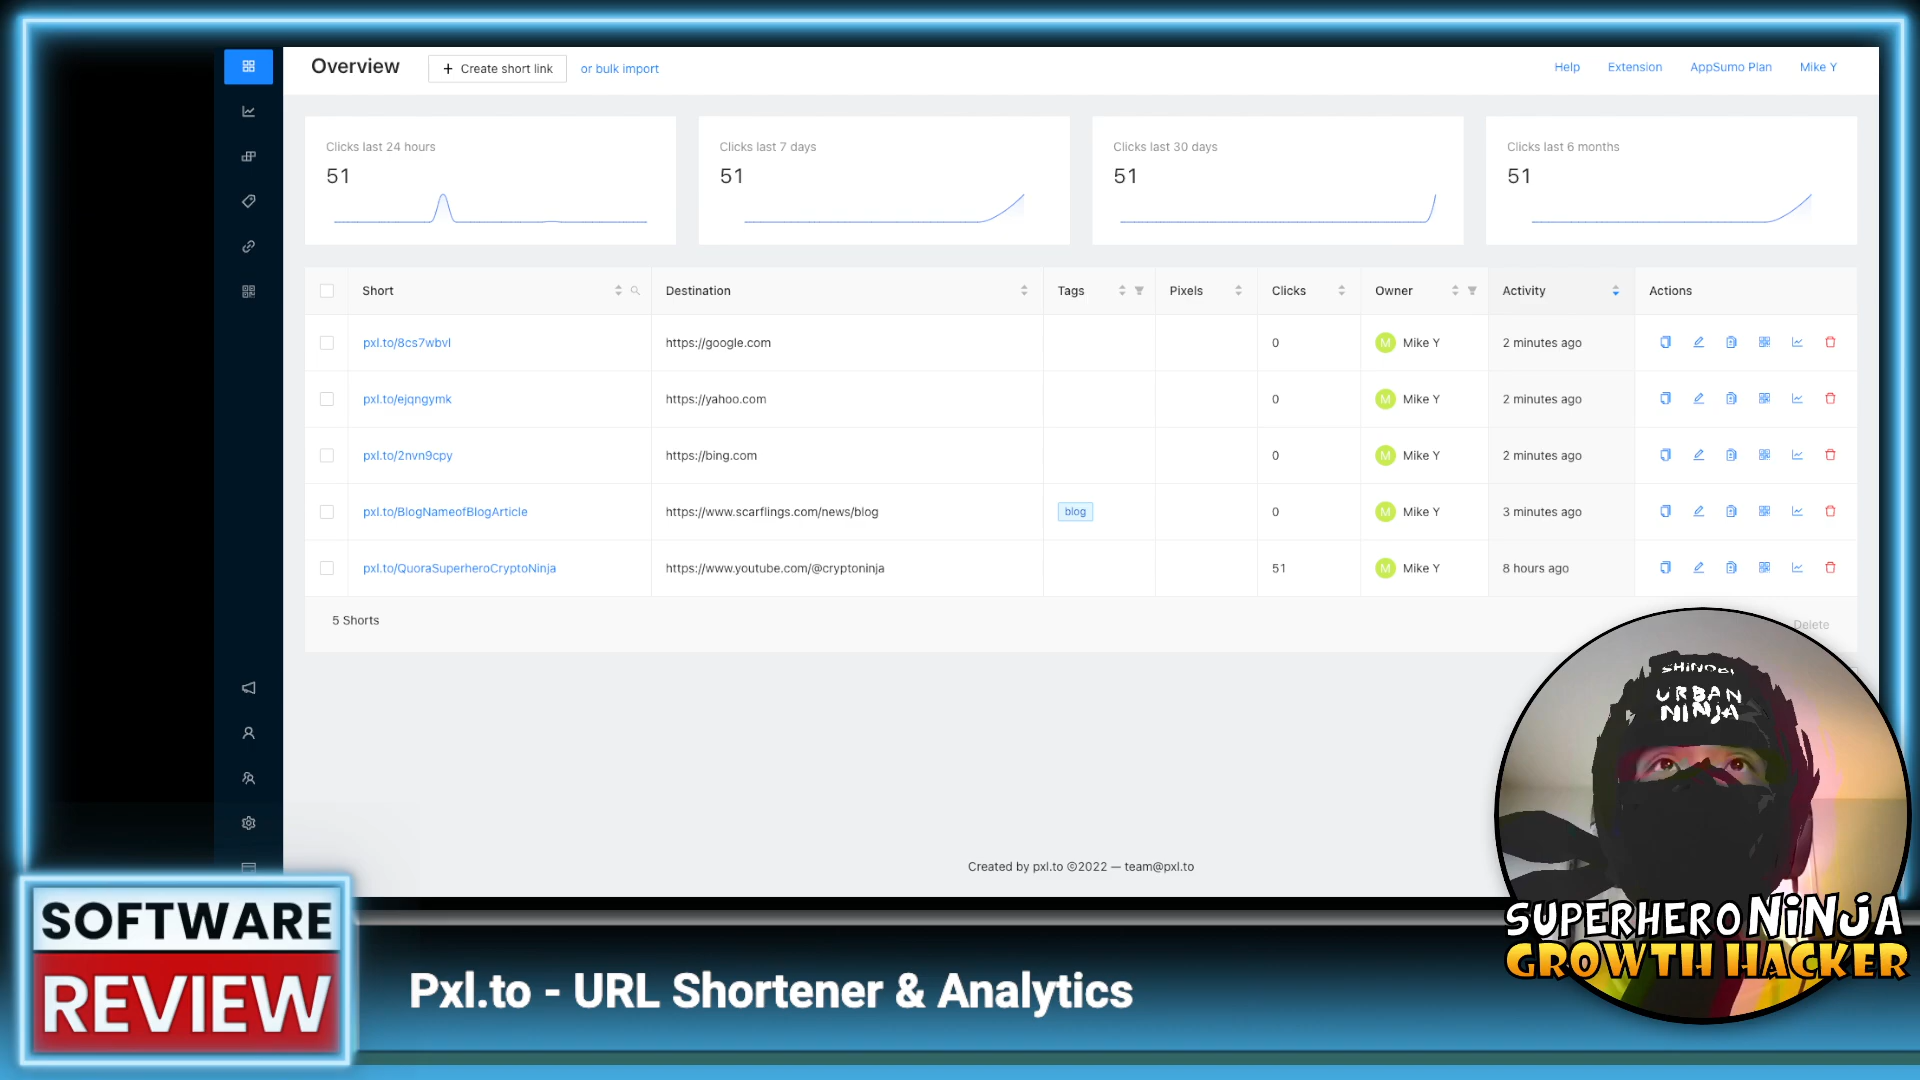 Overview
+ Create short link
or bulk import
Help
Extension
AppSumo Plan
Mike Y
Clicks last 24 hours
51
Clicks last 7 days
51
Clicks last 30 days
51
Clicks last 6 months
51
Short
Destination
Tags
Pixels
Clicks
Owner
Activity
Actions
pxl.to/8cs7wbvl
https://google.com
0
M
Mike Y
2 minutes ago
pxl.to/ejqngymk
https://yahoo.com
0
M
Mike Y
2 minutes ago
pxl.to/2nvn9cpy
https://bing.com
0
M
Mike Y
2 minutes ago
pxl.to/BlogNameofBlogArticle
https://www.scarflings.com/news/blog
blog
0
M
Mike Y
3 minutes ago
pxl.to/QuoraSuperheroCryptoNinja
https://www.youtube.com/@cryptoninja
51
M
Mike Y
8 hours ago
5 Shorts
Delete
Created by pxl.to ©2022 — team@pxl.to
SHINOBI
URBAN
NINJA
SUPERHERO NINJA
GROWTH HACKER
SOFTWARE
REVIEW
Pxl.to - URL Shortener & Analytics